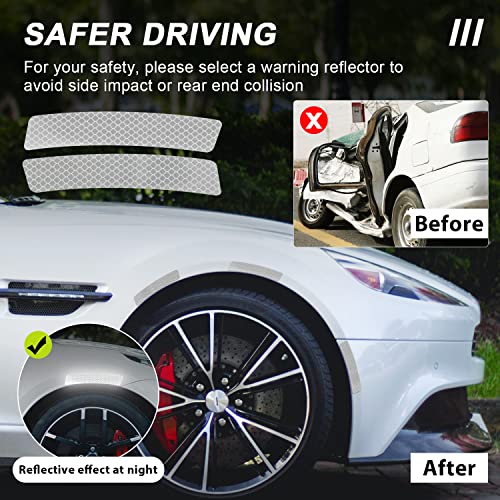 SAFER DRIVING
For your safety, please select a warning reflector to
avoid side impact or rear end collision
Before
Reflective effect at night
After